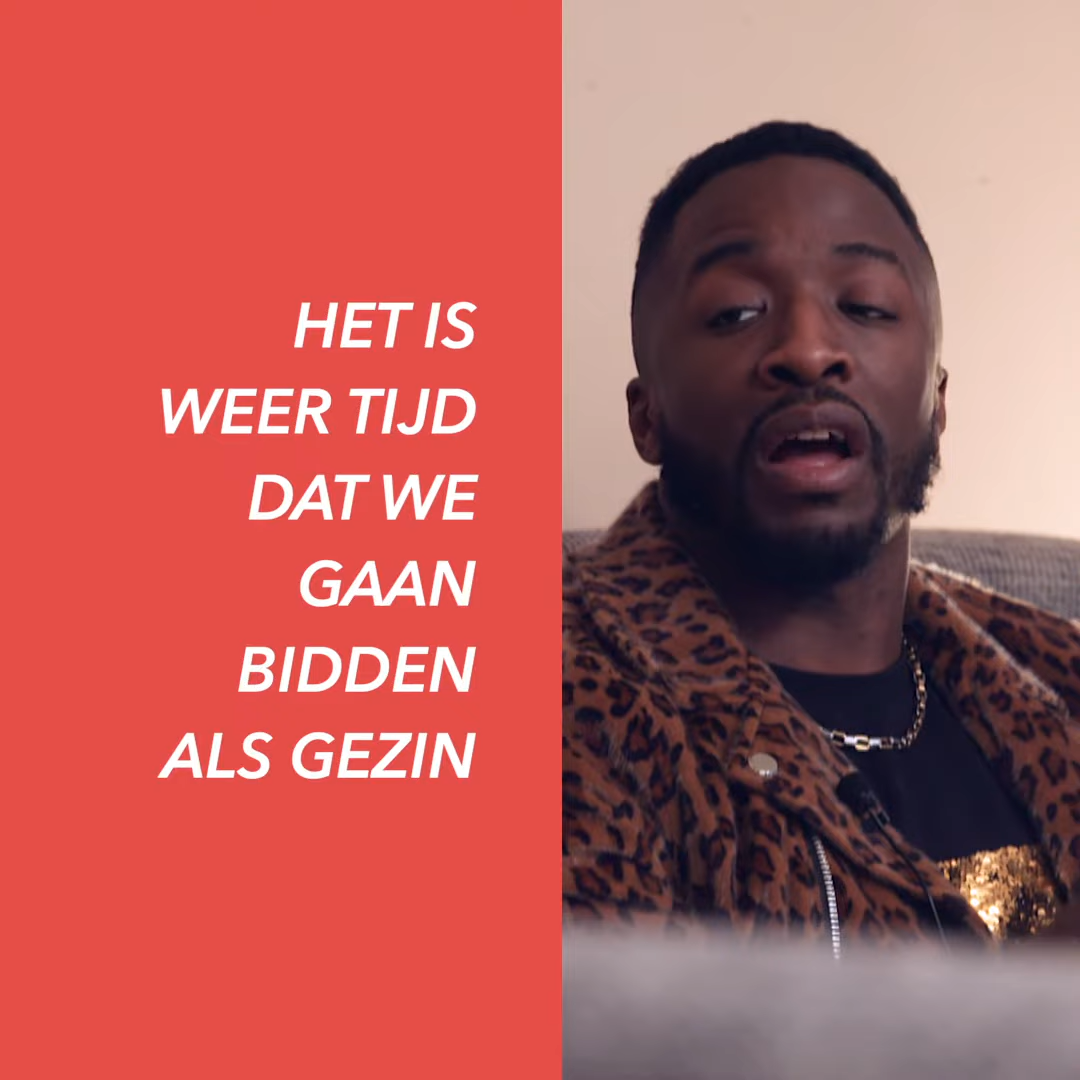 HET IS
WEER TIJD
DAT WE
GAAN
BIDDEN
ALS GEZIN